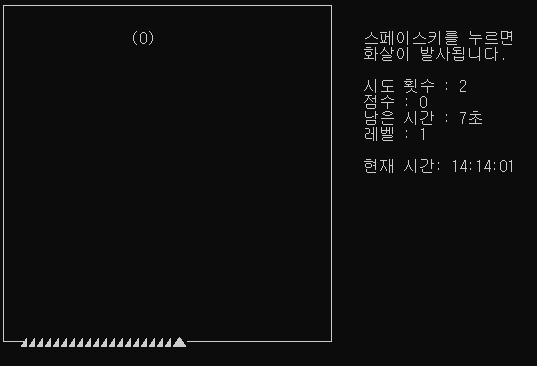 (O)
스페이스키를 누르면
화살이 발사됩니다.
시도 횟수 : 2
점수 : 0
남은 시간 : 7초
레벨 : 1
현재 시간: 14:14:01